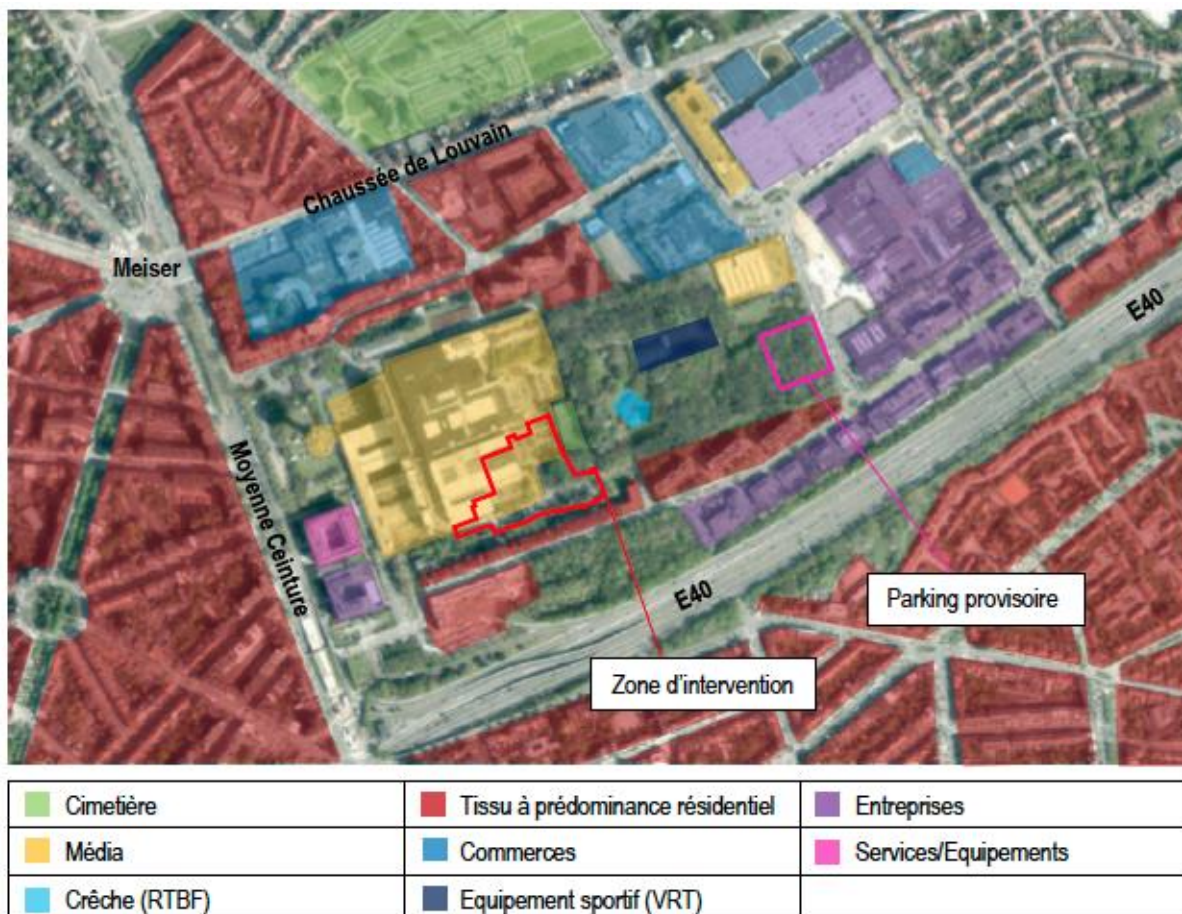 Chaussée de Louvain
Meiser
E40
Moyenne Ceinture
E40
Parking provisoire
Zone d'intervention
Cimetière
Tissu à prédominance résidentiel
Entreprises
Média
Commerces
Services/Equipements
Crêche (RTBF)
Equipement sportif (VRT)